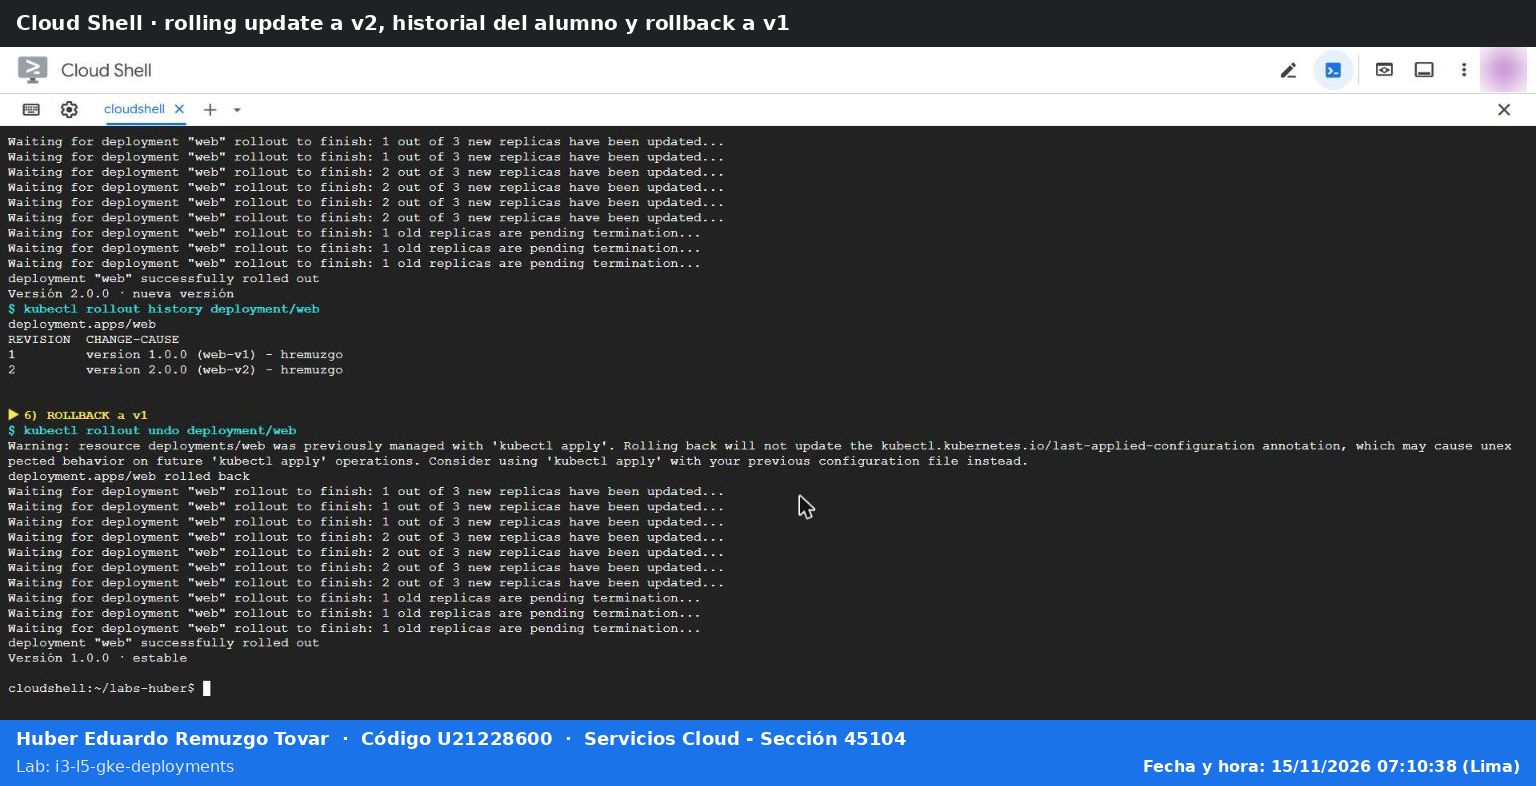 Cloud Shell · rolling update a v2, historial del alumno y rollback a v1
Cloud Shell
cloudshell
Waiting for deployment "web" rollout to finish: 1 out of 3 new replicas have been updated...
Waiting for deployment "web" rollout to finish: 1 out of 3 new replicas have been updated...
Waiting for deployment "web" rollout to finish: 2 out of 3 new replicas have been updated...
Waiting for deployment "web" rollout to finish: 2 out of 3 new replicas have been updated...
Waiting for deployment "web" rollout to finish: 2 out of 3 new replicas have been updated...
Waiting for deployment "web" rollout to finish: 2 out of 3 new replicas have been updated...
Waiting for deployment "web" rollout to finish: 1 old replicas are pending termination...
Waiting for deployment "web" rollout to finish: 1 old replicas are pending termination...
Waiting for deployment "web" rollout to finish: 1 old replicas are pending termination...
deployment "web" successfully rolled out
Versión 2.0.0 · nueva versión
$ kubectl rollout history deployment/web
deployment.apps/web
REVISION  CHANGE-CAUSE
1         version 1.0.0 (web-v1) - hremuzgo
2         version 2.0.0 (web-v2) - hremuzgo
▶ 6) ROLLBACK a v1
$ kubectl rollout undo deployment/web
Warning: resource deployments/web was previously managed with 'kubectl apply'. Rolling back will not update the kubectl.kubernetes.io/last-applied-configuration annotation, which may cause unex
pected behavior on future 'kubectl apply' operations. Consider using 'kubectl apply' with your previous configuration file instead.
deployment.apps/web rolled back
Waiting for deployment "web" rollout to finish: 1 out of 3 new replicas have been updated...
Waiting for deployment "web" rollout to finish: 1 out of 3 new replicas have been updated...
Waiting for deployment "web" rollout to finish: 1 out of 3 new replicas have been updated...
Waiting for deployment "web" rollout to finish: 2 out of 3 new replicas have been updated...
Waiting for deployment "web" rollout to finish: 2 out of 3 new replicas have been updated...
Waiting for deployment "web" rollout to finish: 2 out of 3 new replicas have been updated...
Waiting for deployment "web" rollout to finish: 2 out of 3 new replicas have been updated...
Waiting for deployment "web" rollout to finish: 1 old replicas are pending termination...
Waiting for deployment "web" rollout to finish: 1 old replicas are pending termination...
Waiting for deployment "web" rollout to finish: 1 old replicas are pending termination...
deployment "web" successfully rolled out
Versión 1.0.0 · estable
cloudshell:~/labs-huber$
Huber Eduardo Remuzgo Tovar · Código U21228600 · Servicios Cloud - Sección 45104
Lab: i3-l5-gke-deployments
Fecha y hora: 15/11/2026 07:10:38 (Lima)